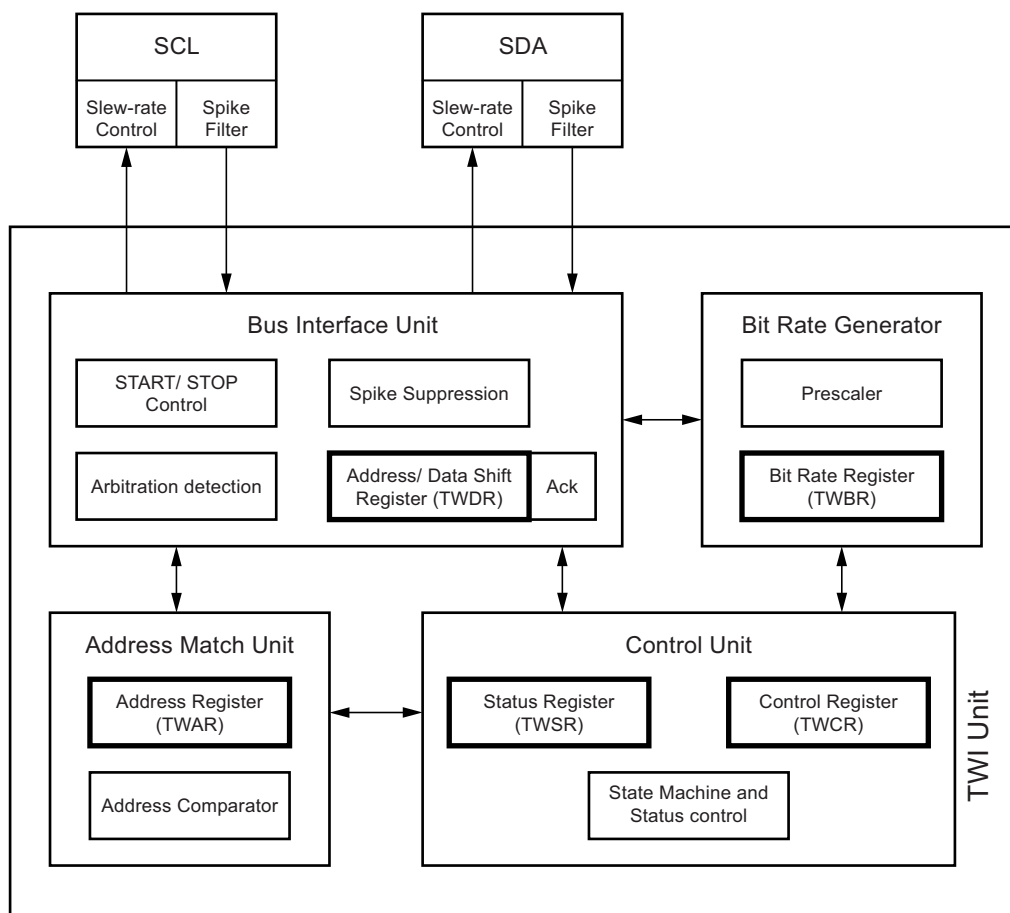 SCL
SDA
Slew-rate
Control
Spike
Filter
Slew-rate
Control
Spike
Filter
Bus Interface Unit
START/ STOP
Control
Spike Suppression
Arbitration detection
Address/ Data Shift
Register (TWDR)
Ack
Bit Rate Generator
Prescaler
Bit Rate Register
(TWBR)
Address Match Unit
Address Register
(TWAR)
Address Comparator
Control Unit
Status Register
(TWSR)
Control Register
(TWCR)
State Machine and
Status control
TWI Unit